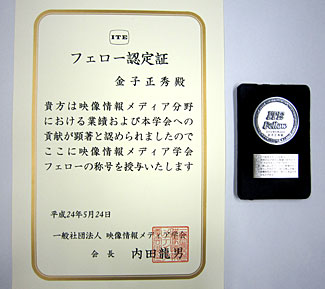 ITE
フェロー認定証
金子正秀殿
貴方は映像情報メディア分野
における業績および本学会への
貢献が顕著と認められましたので
ここに映像情報メディア学会
フェローの称号を授与いたします
平成24年5月24日
一般社団法人 映像情報メディア学会
会長 内田龍男
Fellow